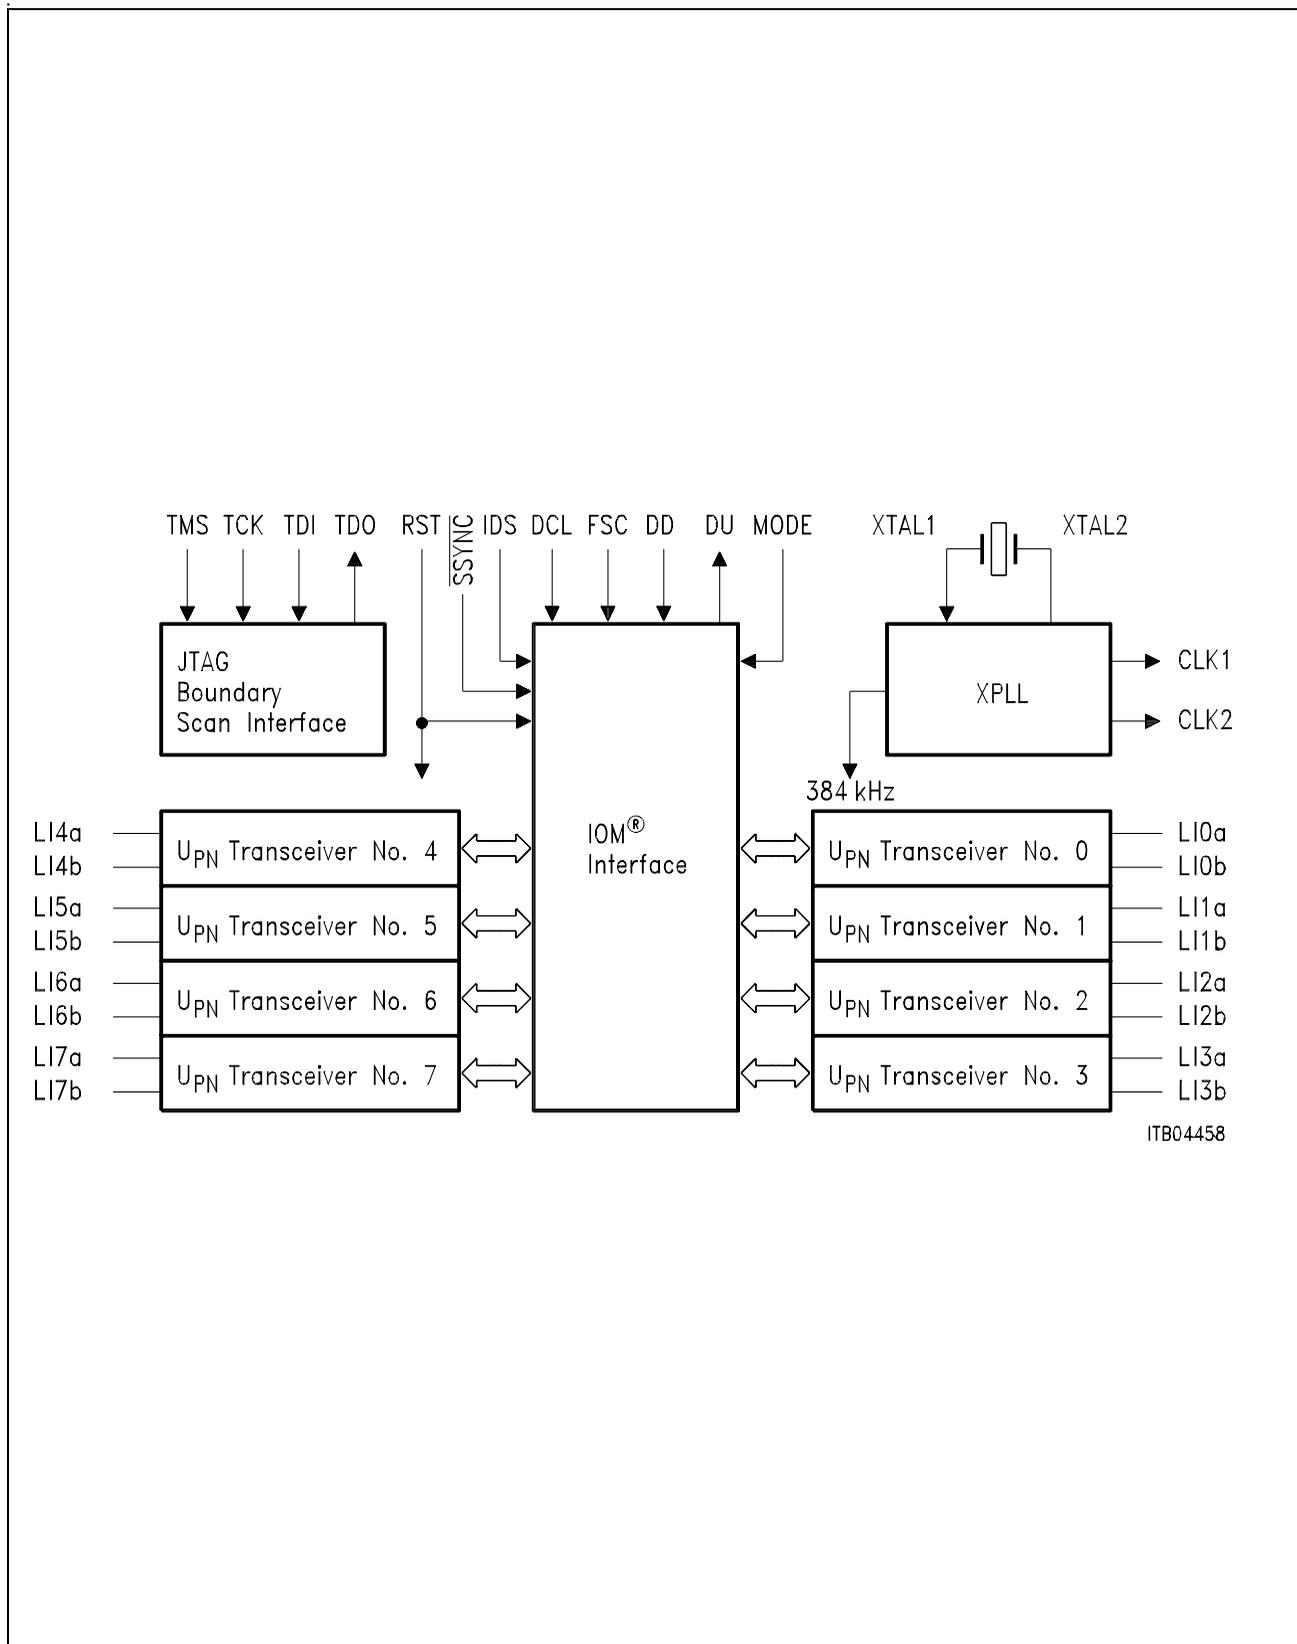 TMS TCK TDI TDO RST SSYNC IDS DCL FSC DD DU MODE XTAL1 XTAL2
JTAG
Boundary
Scan Interface
XPLL
CLK1
CLK2
384 kHz
IOM®
Interface
LI4a
LI4b
UPN Transceiver No. 4
LI5a
LI5b
UPN Transceiver No. 5
LI6a
LI6b
UPN Transceiver No. 6
LI7a
LI7b
UPN Transceiver No. 7
UPN Transceiver No. 0
LI0a
LI0b
UPN Transceiver No. 1
LI1a
LI1b
UPN Transceiver No. 2
LI2a
LI2b
UPN Transceiver No. 3
LI3a
LI3b
ITB04458